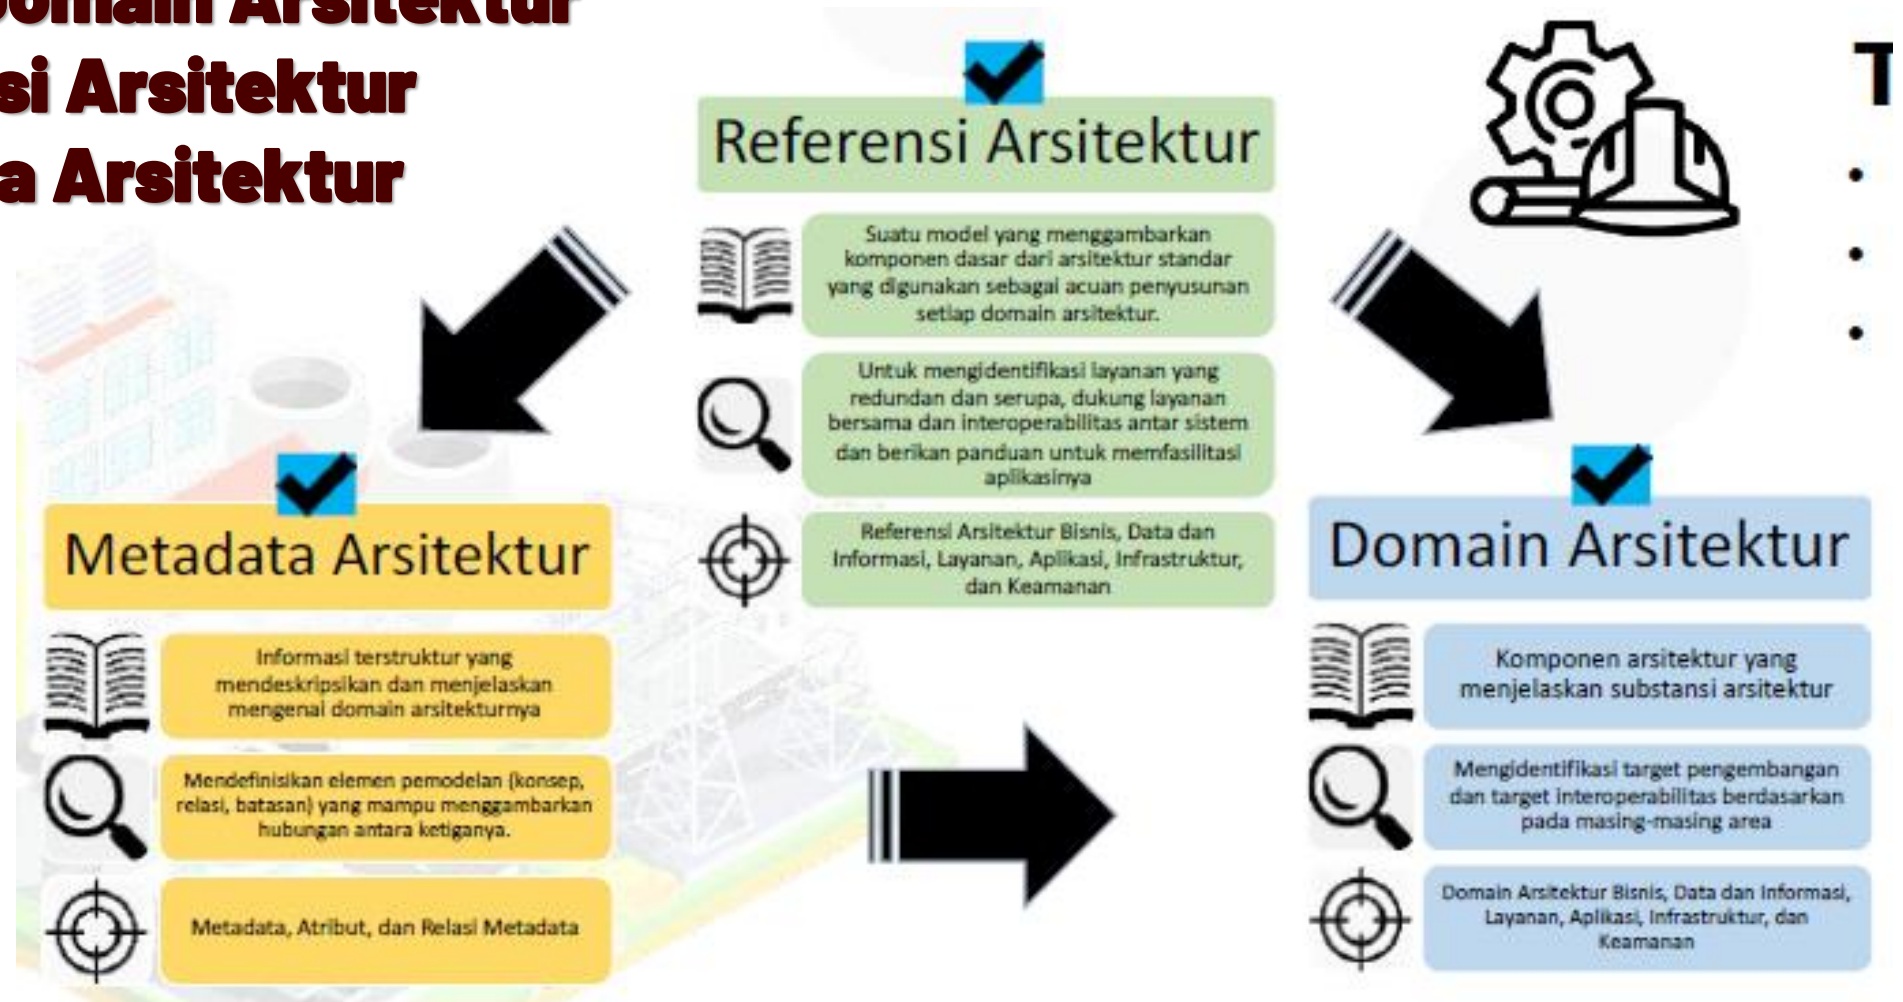 Domain Arsitektur
si Arsitektur
a Arsitektur
T
Referensi Arsitektur
Suatu model yang menggambarkan
komponen dasar dari arsitektur standar
yang digunakan sebagai acuan penyusunan
setiap domain arsitektur.
Untuk mengidentifikasi layanan yang
redundan dan serupa, dukung layanan
bersama dan interoperabilitas antar sistem
dan berikan panduan untuk memfasilitasi
aplikasinya
Referensi Arsitektur Bisnis, Data dan
Informasi, Layanan, Aplikasi, Infrastruktur,
dan Keamanan
Metadata Arsitektur
Informasi terstruktur yang
mendeskripsikan dan menjelaskan
mengenai domain arsitekturnya
Mendefinisikan elemen pemodelan (konsep,
relasi, batasan) yang mampu menggambarkan
hubungan antara ketiganya.
Metadata, Atribut, dan Relasi Metadata
Domain Arsitektur
Komponen arsitektur yang
menjelaskan substansi arsitektur
Mengidentifikasi target pengembangan
dan target interoperabilitas berdasarkan
pada masing-masing area
Domain Arsitektur Bisnis, Data dan Informasi,
Layanan, Aplikasi, Infrastruktur, dan
Keamanan